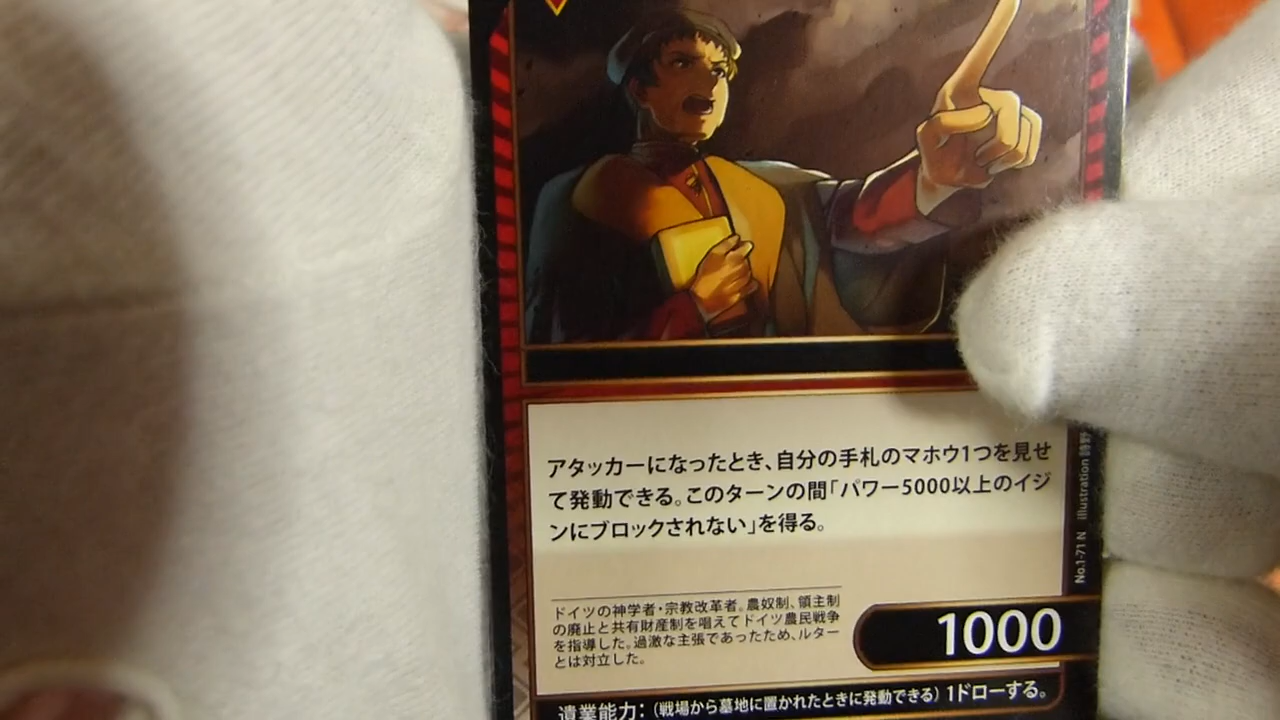 アタッカーになったとき、自分の手札のマホウ1つを見せ
て発動できる。このターンの間「パワー5000以上のイジ
ンにブロックされない」を得る。
ドイツの神学者・宗教改革者。農奴制、領主制
の廃止と共有財産制を唱えてドイツ農民戦争
を指導した。過激な主張であったため、ルター
とは対立した。
1000
遺業能力：（戦場から墓地に置かれたときに発動できる）1ドローする。
No.1-71 N illustration 詩野